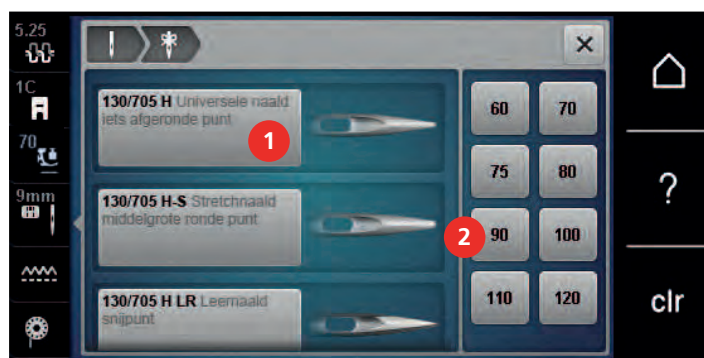 5.25
1C
70
9mm
130/705 H Universele naald
iets afgeronde punt
1
130/705 H-S Stretchnaald
middelgrote ronde punt
130/705 H LR Leernaald
snijpunt
60 70
75 80
2
90 100
110 120
?
clr